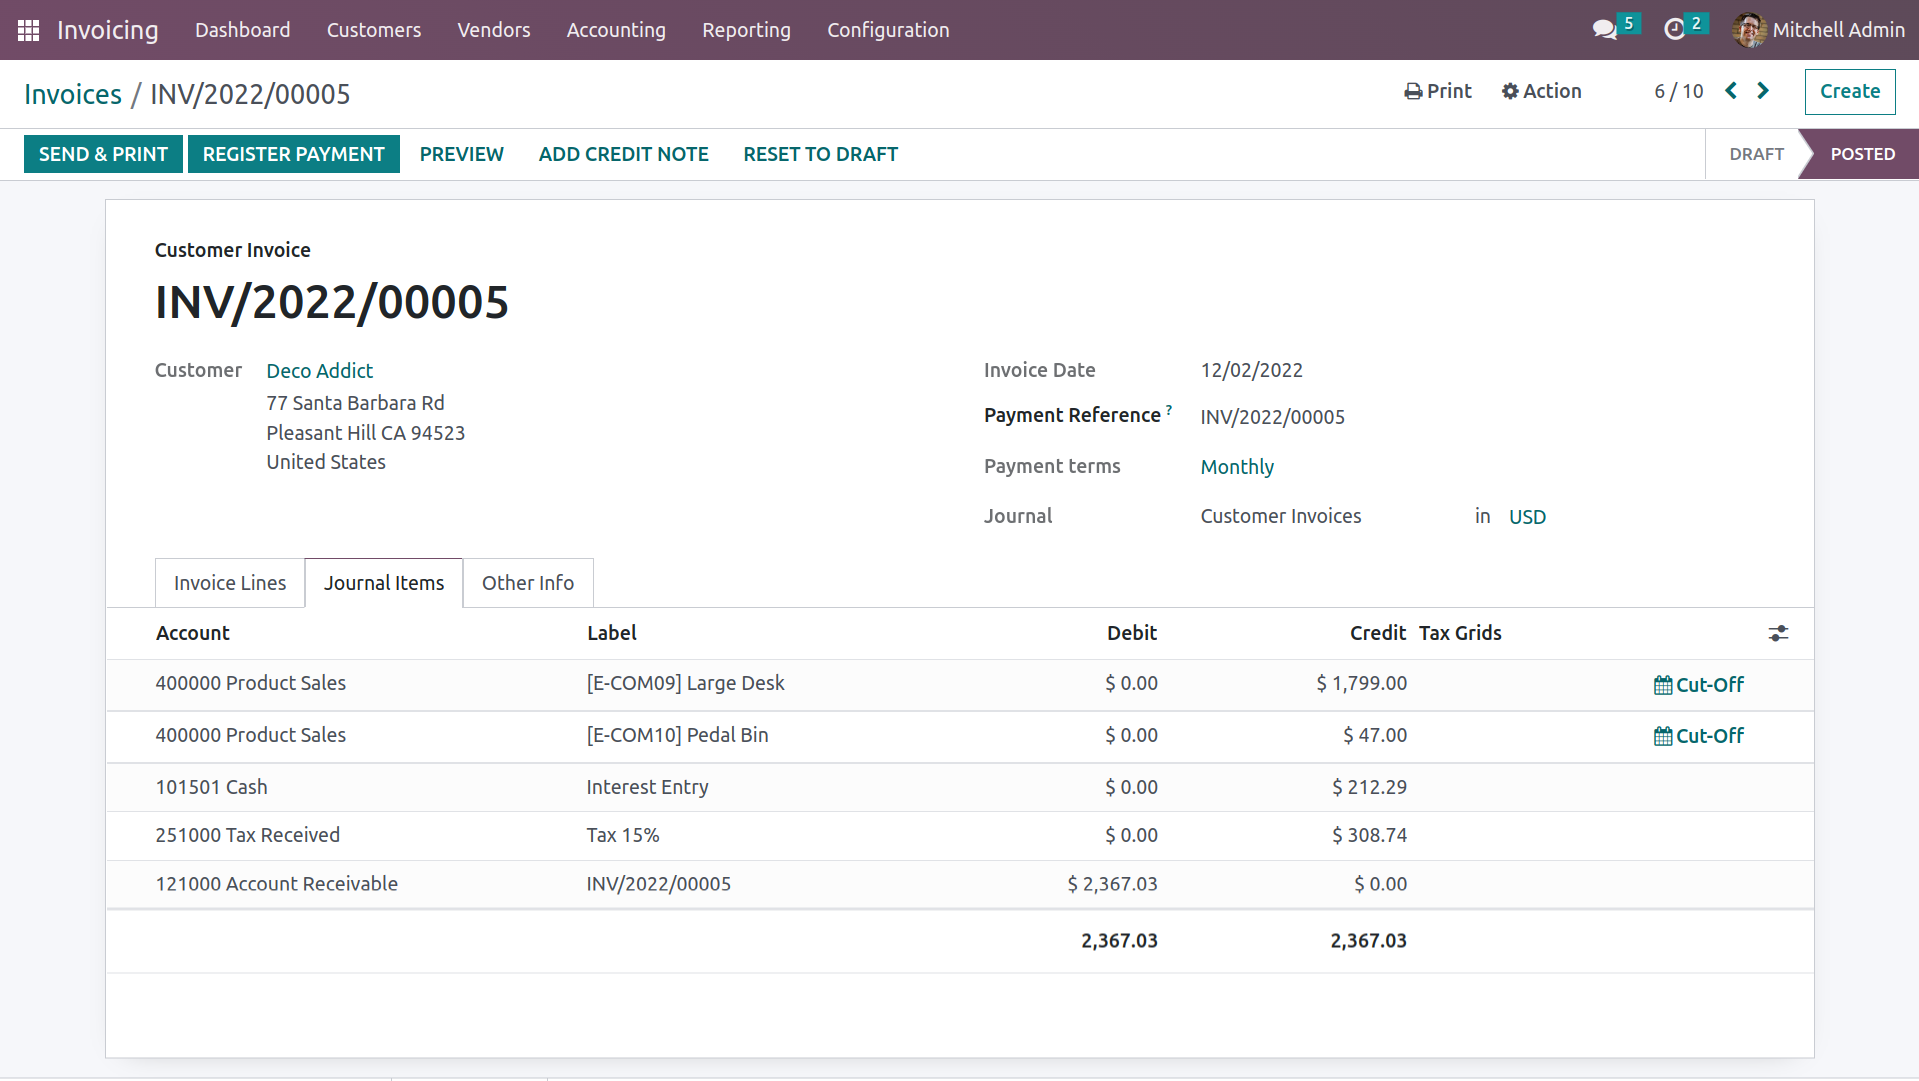 Invoicing Dashboard Customers Vendors Accounting Reporting Configuration 5 2 Mitchell Admin
Invoices / INV/2022/00005 Print Action 6 / 10 Create
SEND & PRINT REGISTER PAYMENT PREVIEW ADD CREDIT NOTE RESET TO DRAFT DRAFT POSTED
Customer Invoice
INV/2022/00005
Customer Deco Addict Invoice Date 12/02/2022
77 Santa Barbara Rd Payment Reference ? INV/2022/00005
Pleasant Hill CA 94523
United States Payment terms Monthly
Journal Customer Invoices in USD
Invoice Lines Journal Items Other Info
Account Label Debit Credit Tax Grids
400000 Product Sales [E-COM09] Large Desk $ 0.00 $ 1,799.00 Cut-Off
400000 Product Sales [E-COM10] Pedal Bin $ 0.00 $ 47.00 Cut-Off
101501 Cash Interest Entry $ 0.00 $ 212.29
251000 Tax Received Tax 15% $ 0.00 $ 308.74
121000 Account Receivable INV/2022/00005 $ 2,367.03 $ 0.00
2,367.03 2,367.03